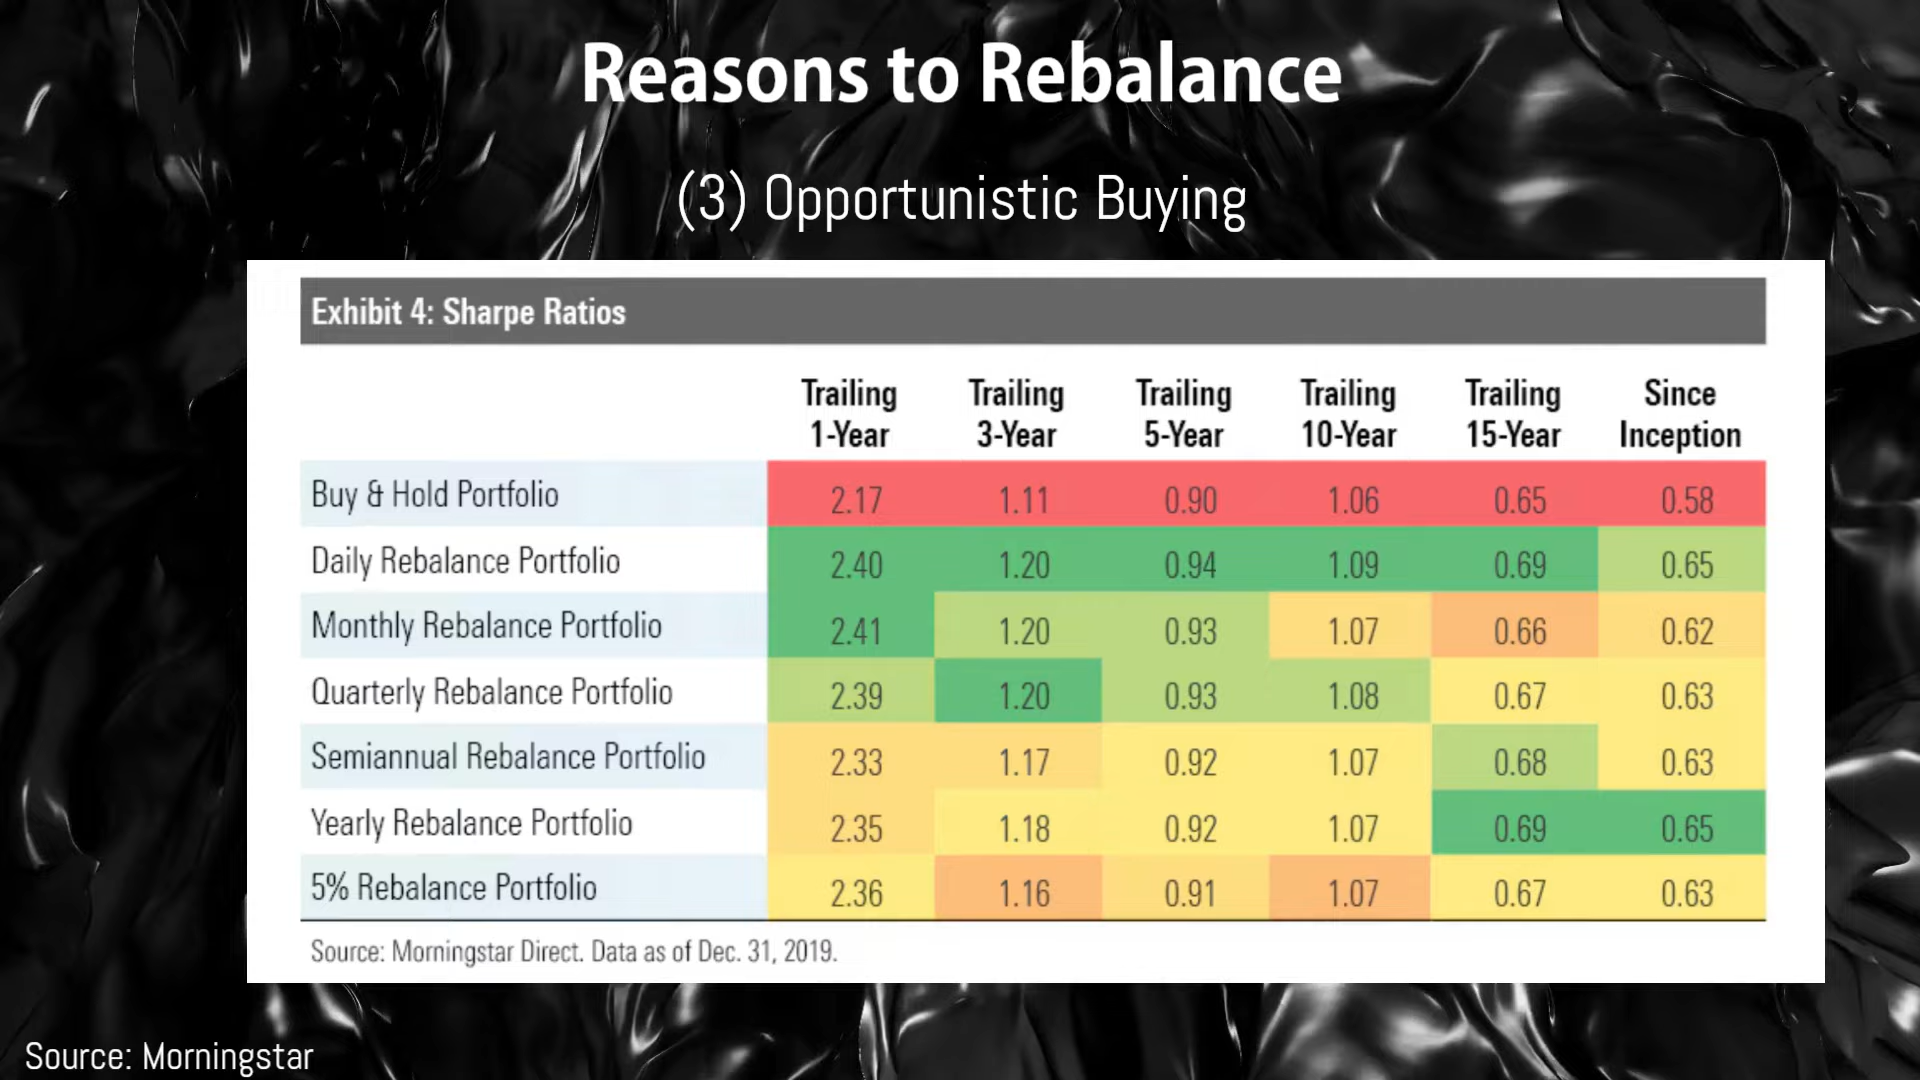 Reasons to Rebalance
(3) Opportunistic Buying
Exhibit 4: Sharpe Ratios
Trailing 1-Year Trailing 3-Year Trailing 5-Year Trailing 10-Year Trailing 15-Year Since Inception
Buy & Hold Portfolio 2.17 1.11 0.90 1.06 0.65 0.58
Daily Rebalance Portfolio 2.40 1.20 0.94 1.09 0.69 0.65
Monthly Rebalance Portfolio 2.41 1.20 0.93 1.07 0.66 0.62
Quarterly Rebalance Portfolio 2.39 1.20 0.93 1.08 0.67 0.63
Semiannual Rebalance Portfolio 2.33 1.17 0.92 1.07 0.68 0.63
Yearly Rebalance Portfolio 2.35 1.18 0.92 1.07 0.69 0.65
5% Rebalance Portfolio 2.36 1.16 0.91 1.07 0.67 0.63
Source: Morningstar Direct. Data as of Dec. 31, 2019.
Source: Morningstar